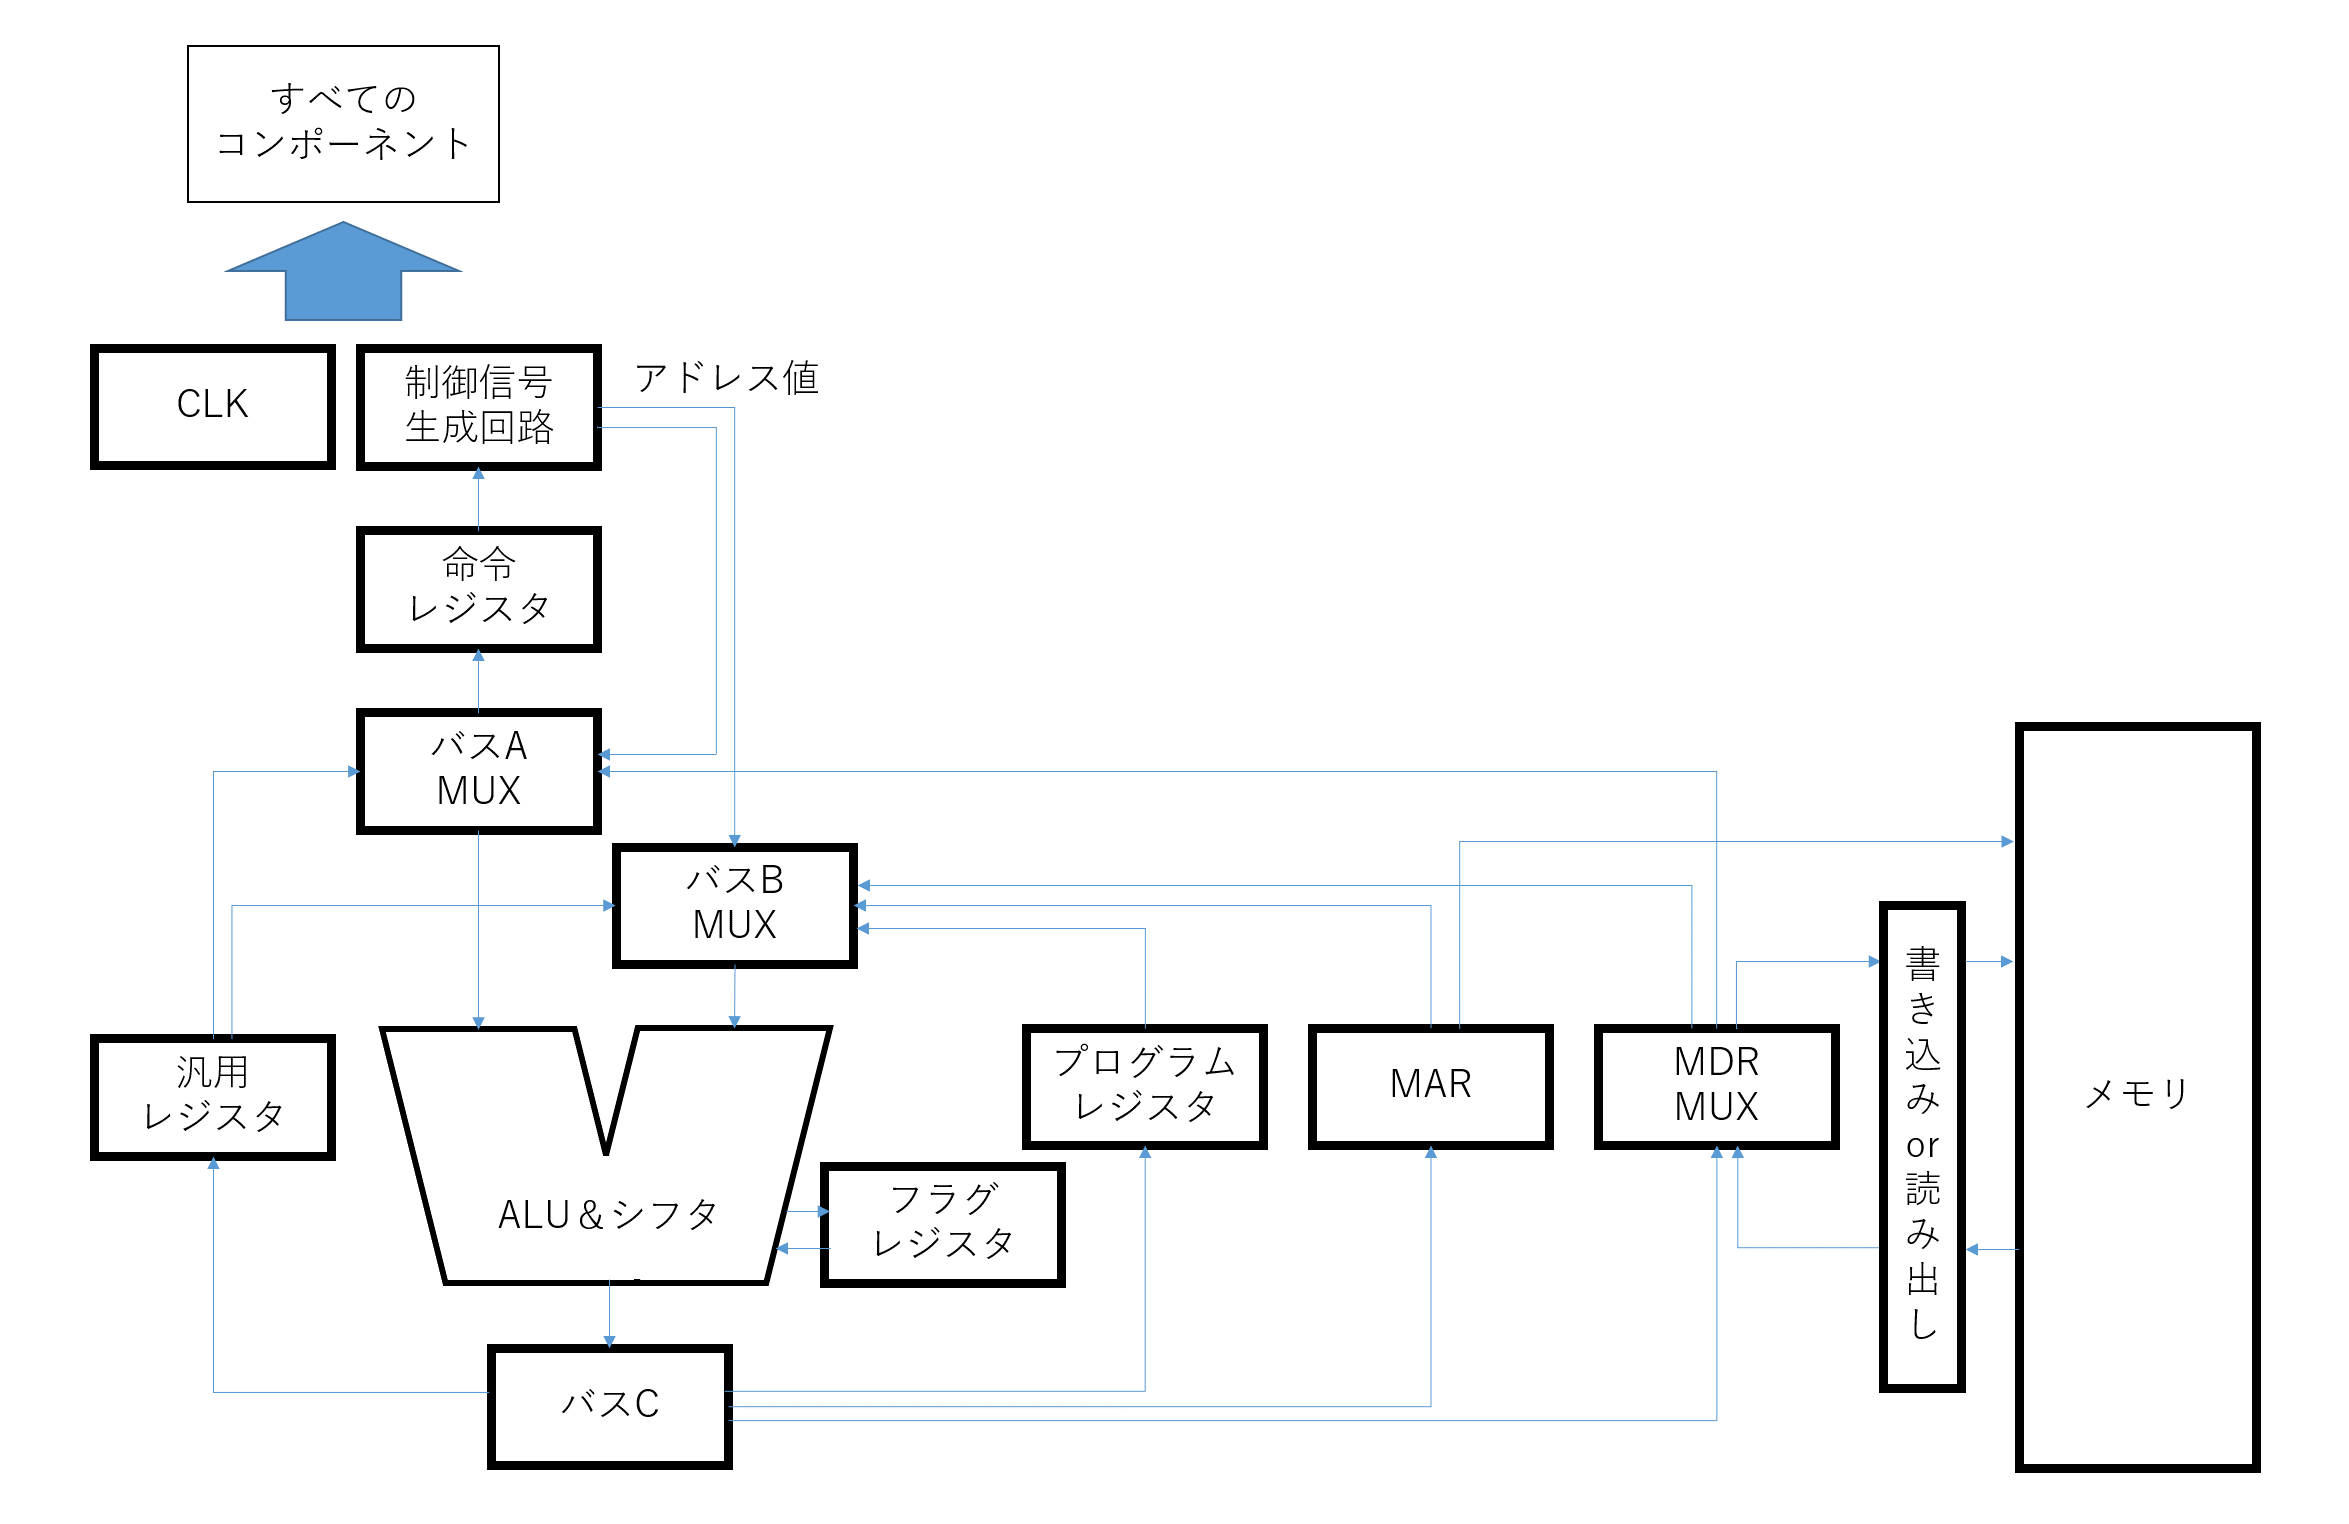 すべての
コンポーネント
CLK
制御信号
生成回路
アドレス値
命令
レジスタ
バスA
MUX
バスB
MUX
汎用
レジスタ
ALU＆シフタ
フラグ
レジスタ
プログラム
レジスタ
MAR
MDR
MUX
書き込みor読み出し
メモリ
バスC